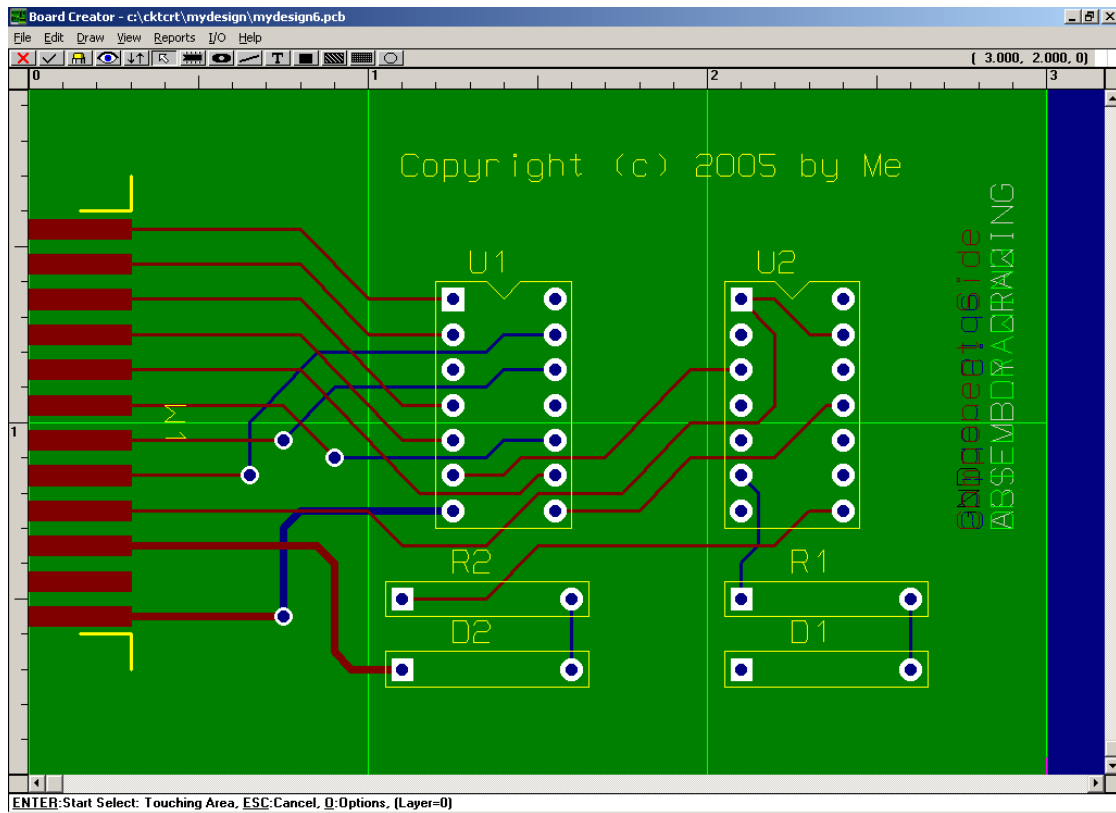 Board Creator - c:\cktcrt\mydesign\mydesign6.pcb
File Edit Draw View Reports I/O Help
T ( 3.000, 2.000, 0)
0 1 2 3
Copyright (c) 2005 by Me
U1 U2
M1
1
R2 R1
D2 D1
ENTER:Start Select: Touching Area, ESC:Cancel, O:Options, (Layer=0)